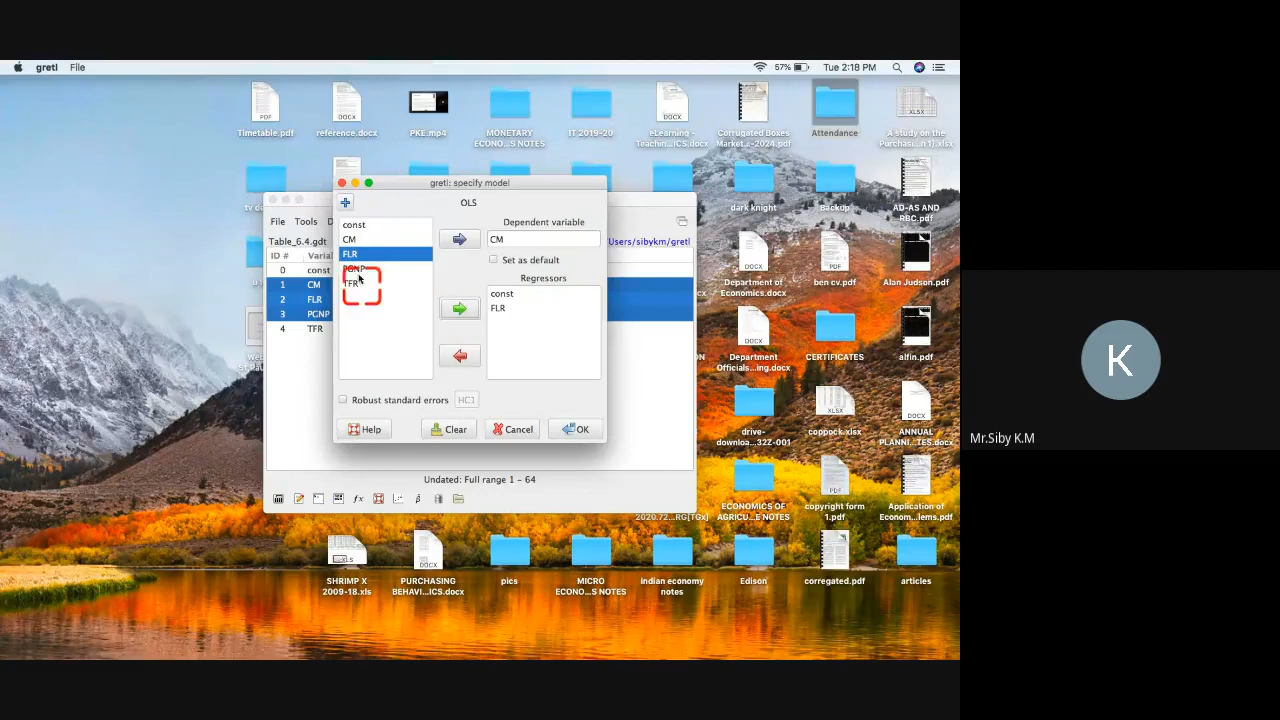 gretl File
57% Tue 2:18 PM
Timetable.pdf
reference.docx
PKE.mp4
MONETARY
ECONO...S NOTES
IT 2019-20
eLearning -
Teachin...ICS.docx
Corrugated Boxes
Market...-2024.pdf
Attendance
A study on the
Purchasi...n 1).xlsx
dark knight
Backup
AD-AS AND
RBC.pdf
Department of
Economics.docx
ben cv.pdf
Alan Judson.pdf
Department
Officials...ing.docx
CERTIFICATES
alfin.pdf
drive-
downloa...32Z-001
coppock.xlsx
ANNUAL
PLANNI...TES.docx
ECONOMICS OF
AGRICU...E NOTES
copyright form
1.pdf
Application of
Econom...lems.pdf
2020.72...RG[TGx]
SHRIMP X
2009-18.xls
PURCHASING
BEHAVI...ICS.docx
pics
MICRO
ECONO...S NOTES
indian economy
notes
Edison
corregated.pdf
articles
File Tools D
Table_6.4.gdt
Users/sibykm/gretl
ID # Varia
0 const
1 CM
2 FLR
3 PGNP
4 TFR
Undated: Full range 1 - 64
gretl: specify model
OLS
const
CM
FLR
PGNP
TFR
Dependent variable
CM
Set as default
Regressors
const
FLR
Robust standard errors HC1
Help Clear Cancel OK
K
Mr.Siby K.M